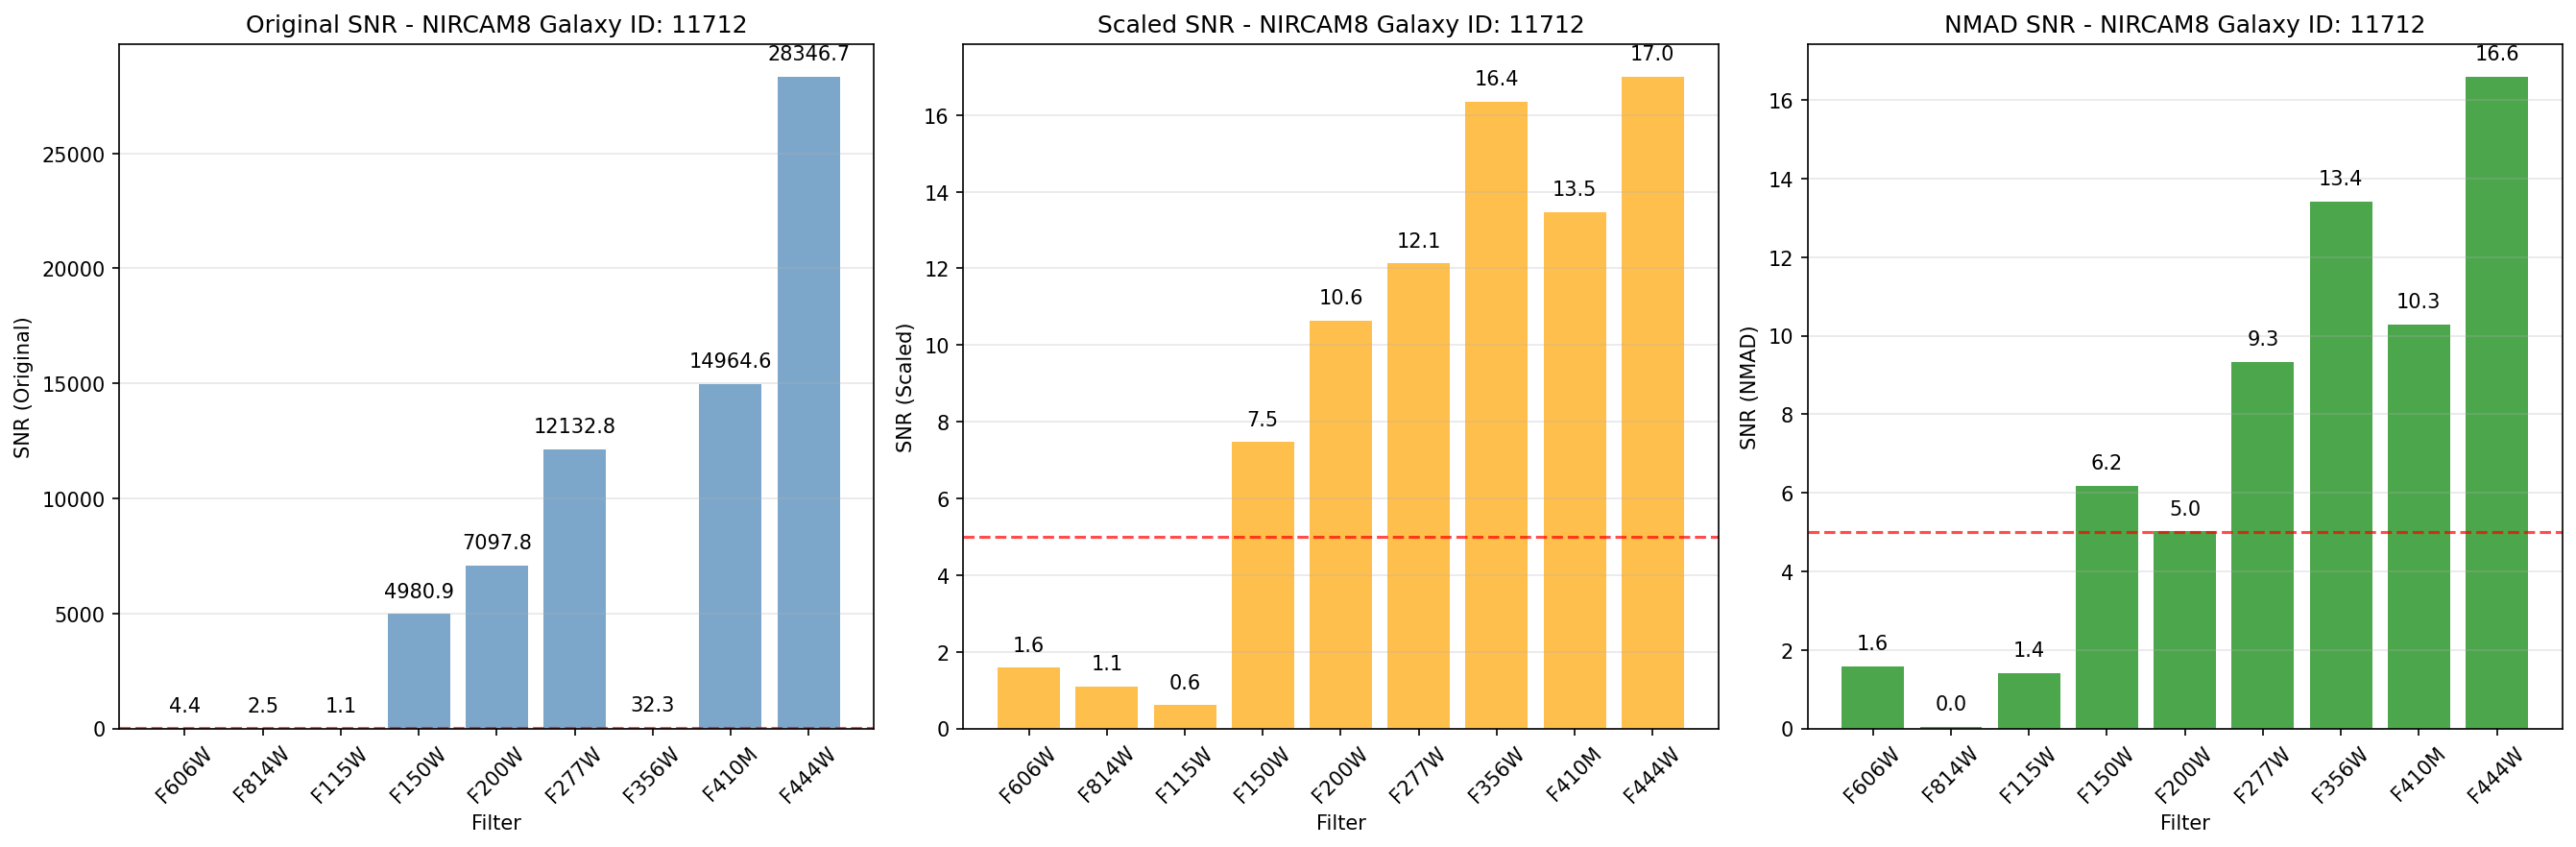 Original SNR - NIRCAM8 Galaxy ID: 11712
SNR (Original)
25000
20000
15000
10000
5000
0
4.4
2.5
1.1
4980.9
7097.8
12132.8
32.3
14964.6
28346.7
F606W
F814W
F115W
F150W
F200W
F277W
F356W
F410M
F444W
Filter
Scaled SNR - NIRCAM8 Galaxy ID: 11712
SNR (Scaled)
16
14
12
10
8
6
4
2
0
1.6
1.1
0.6
7.5
10.6
12.1
16.4
13.5
17.0
F606W
F814W
F115W
F150W
F200W
F277W
F356W
F410M
F444W
Filter
NMAD SNR - NIRCAM8 Galaxy ID: 11712
SNR (NMAD)
16
14
12
10
8
6
4
2
0
1.6
0.0
1.4
6.2
5.0
9.3
13.4
10.3
16.6
F606W
F814W
F115W
F150W
F200W
F277W
F356W
F410M
F444W
Filter